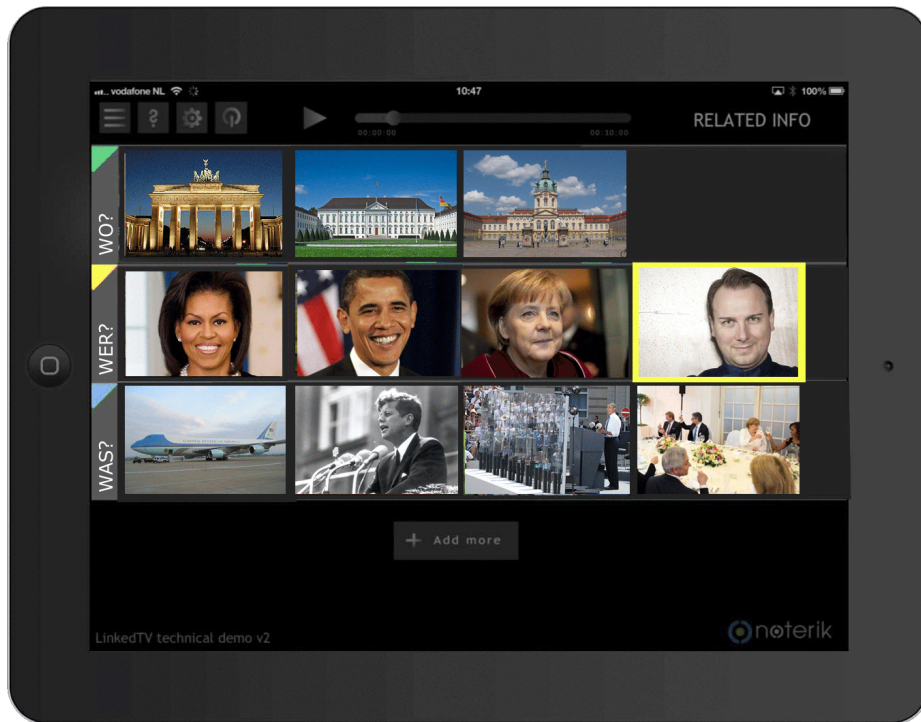 vodafone NL 10:47 100%
00:00:00 00:10:00 RELATED INFO
WO?
WER?
WAS?
+ Add more
LinkedTV technical demo v2
noterik